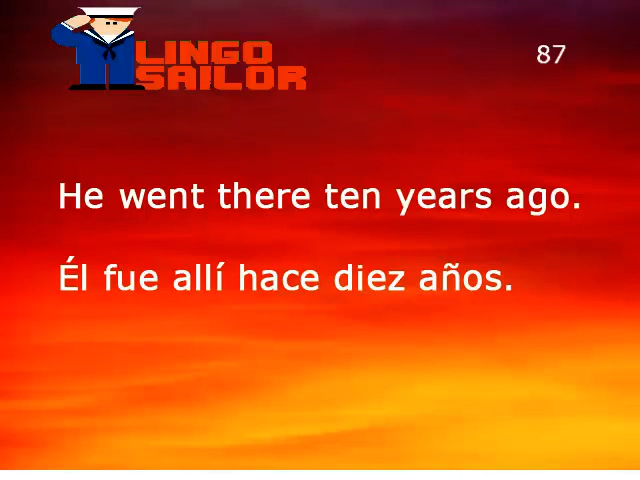 LINGO
SAILOR
87
He went there ten years ago.
Él fue allí hace diez años.